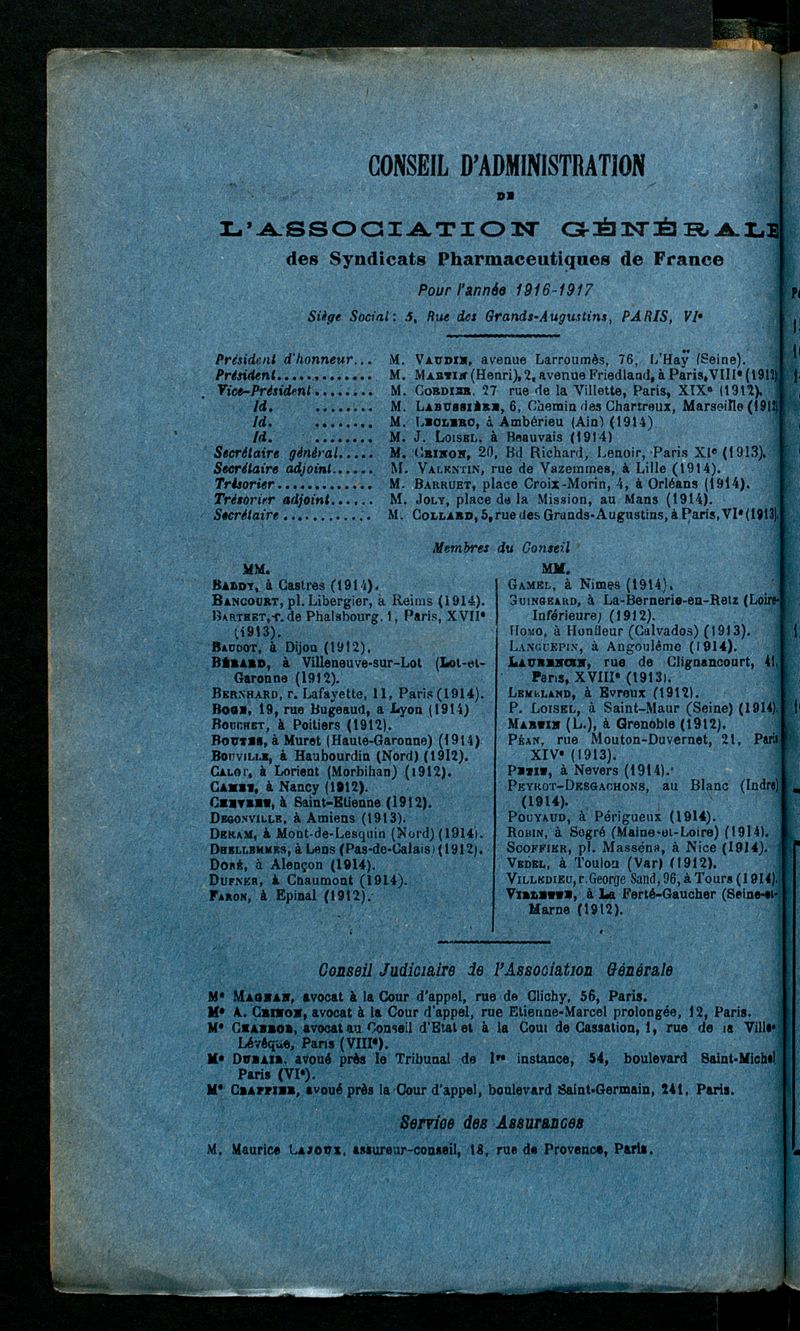 CONSEIL D'ADMINISTRATION
DE
L'ASSOCIATION GÉNÉRALE
des Syndicats Pharmaceutiques de France
Pour l'année 1916-1917
Siège Social : 5, Rue des Grands-Augustins, PARIS, VIe
Président d'honneur... M. VAUDIN, avenue Larroumès, 76, L'Haÿ (Seine).
Président............. M. MARTIN (Henri), 2, avenue Friedland, à Paris, VIIIe (1912)
Vice-Président........ M. CORDIER, 27 rue de la Villette, Paris, XIXe (1912),
Id. ........ M. LABUSSIÈRE, 6, Chemin des Chartreux, Marseille (1912)
Id. ........ M. LECLERC, à Ambérieu (Ain) (1914)
Id. ........ M. J. LOISEL, à Beauvais (1914)
Secrétaire général..... M. CRINON, 20, Bd Richard, Lenoir, Paris XIe (1913),
Secrétaire adjoint...... M. VALENTIN, rue de Vazemmes, à Lille (1914).
Trésorier............. M. BARRUET, place Croix-Morin, 4, à Orléans (1914).
Trésorier adjoint...... M. JOLY, place de la Mission, au Mans (1914).
Secrétaire............ M. COLLARD, 5, rue des Grands-Augustins, à Paris, VIe (1913).
Membres du Conseil
MM.
BARDY, à Castres (1914).
BANCOURT, pl. Libergier, à Reims (1914).
BARTHET, r. de Phalsbourg. 1, Paris, XVIIe
(1913).
BAUDOT, à Dijon (1912),
BÉRARD, à Villeneuve-sur-Lot (Lot-et-
Garonne (1912).
BERNHARD, r. Lafayette, 11, Paris (1914).
BOGE, 19, rue Bugeaud, a Lyon (1914)
BOUCHET, à Poitiers (1912).
BOUTES, à Muret (Haute-Garonne) (1914)
BOUVILLE, à Haubourdin (Nord) (1912).
CALOT, à Lorient (Morbihan) (1912).
CAMET, à Nancy (1912).
CHEVRET, à Saint-Etienne (1912).
DEGONVILLE, à Amiens (1913).
DERAM, à Mont-de-Lesquin (Nord) (1914).
DHELLEMMES, à Lens (Pas-de-Calais) (1912).
DORÉ, à Alençon (1914).
DUFNER, à Chaumont (1914).
FARON, à Epinal (1912).
MM.
GAMEL, à Nimes (1914).
GUINGEARD, à La-Bernerie-en-Retz (Loire-
Inférieure) (1912).
HOMO, à Honfleur (Calvados) (1913).
LANGUEPIN, à Angoulême (1914).
LAURENCIN, rue de Clignancourt, 41,
Paris, XVIIIe (1913).
LEMELAND, à Evreux (1912).
P. LOISEL, à Saint-Maur (Seine) (1914).
MARTIN (L.), à Grenoble (1912).
PÉAN, rue Mouton-Duvernet, 21, Paris
XIVe (1913).
PETIT, à Nevers (1914).
PEYROT-DESGACHONS, au Blanc (Indre)
(1914).
POUYAUD, à Périgueux (1914).
ROBIN, à Segré (Maine-et-Loire) (1914).
SCOFFIER, pl. Masséna, à Nice (1914).
VEDEL, à Toulon (Var) (1912).
VILLEDIEU, r. George Sand, 96, à Tours (1914).
VIALETTE, à La Ferté-Gaucher (Seine-et-
Marne (1912).
Conseil Judiciaire de l'Association Générale
Me MAGNAN, avocat à la Cour d'appel, rue de Clichy, 56, Paris.
Me A. CRINON, avocat à la Cour d'appel, rue Etienne-Marcel prolongée, 12, Paris.
Me CHABROL, avocat au Conseil d'Etat et à la Cour de Cassation, 1, rue de la Ville-
Lévêque, Paris (VIIIe).
Me DUBAIL, avoué près le Tribunal de 1re instance, 54, boulevard Saint-Michel
Paris (VIe).
Me avoué près la Cour d'appel, boulevard Saint-Germain, 241, Paris.
Service des Assurances
M. Maurice LAJOUX, assureur-conseil, 18, rue de Provence, Paris.